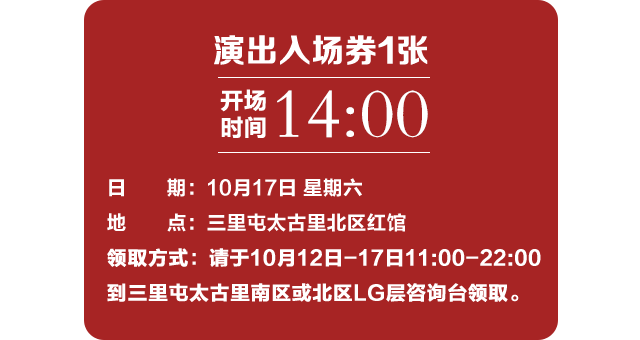 演出入场券1张
开场
时间 14:00
日 期：10月17日 星期六
地 点：三里屯太古里北区红馆
领取方式：请于10月12日-17日11:00-22:00
到三里屯太古里南区或北区LG层咨询台领取。